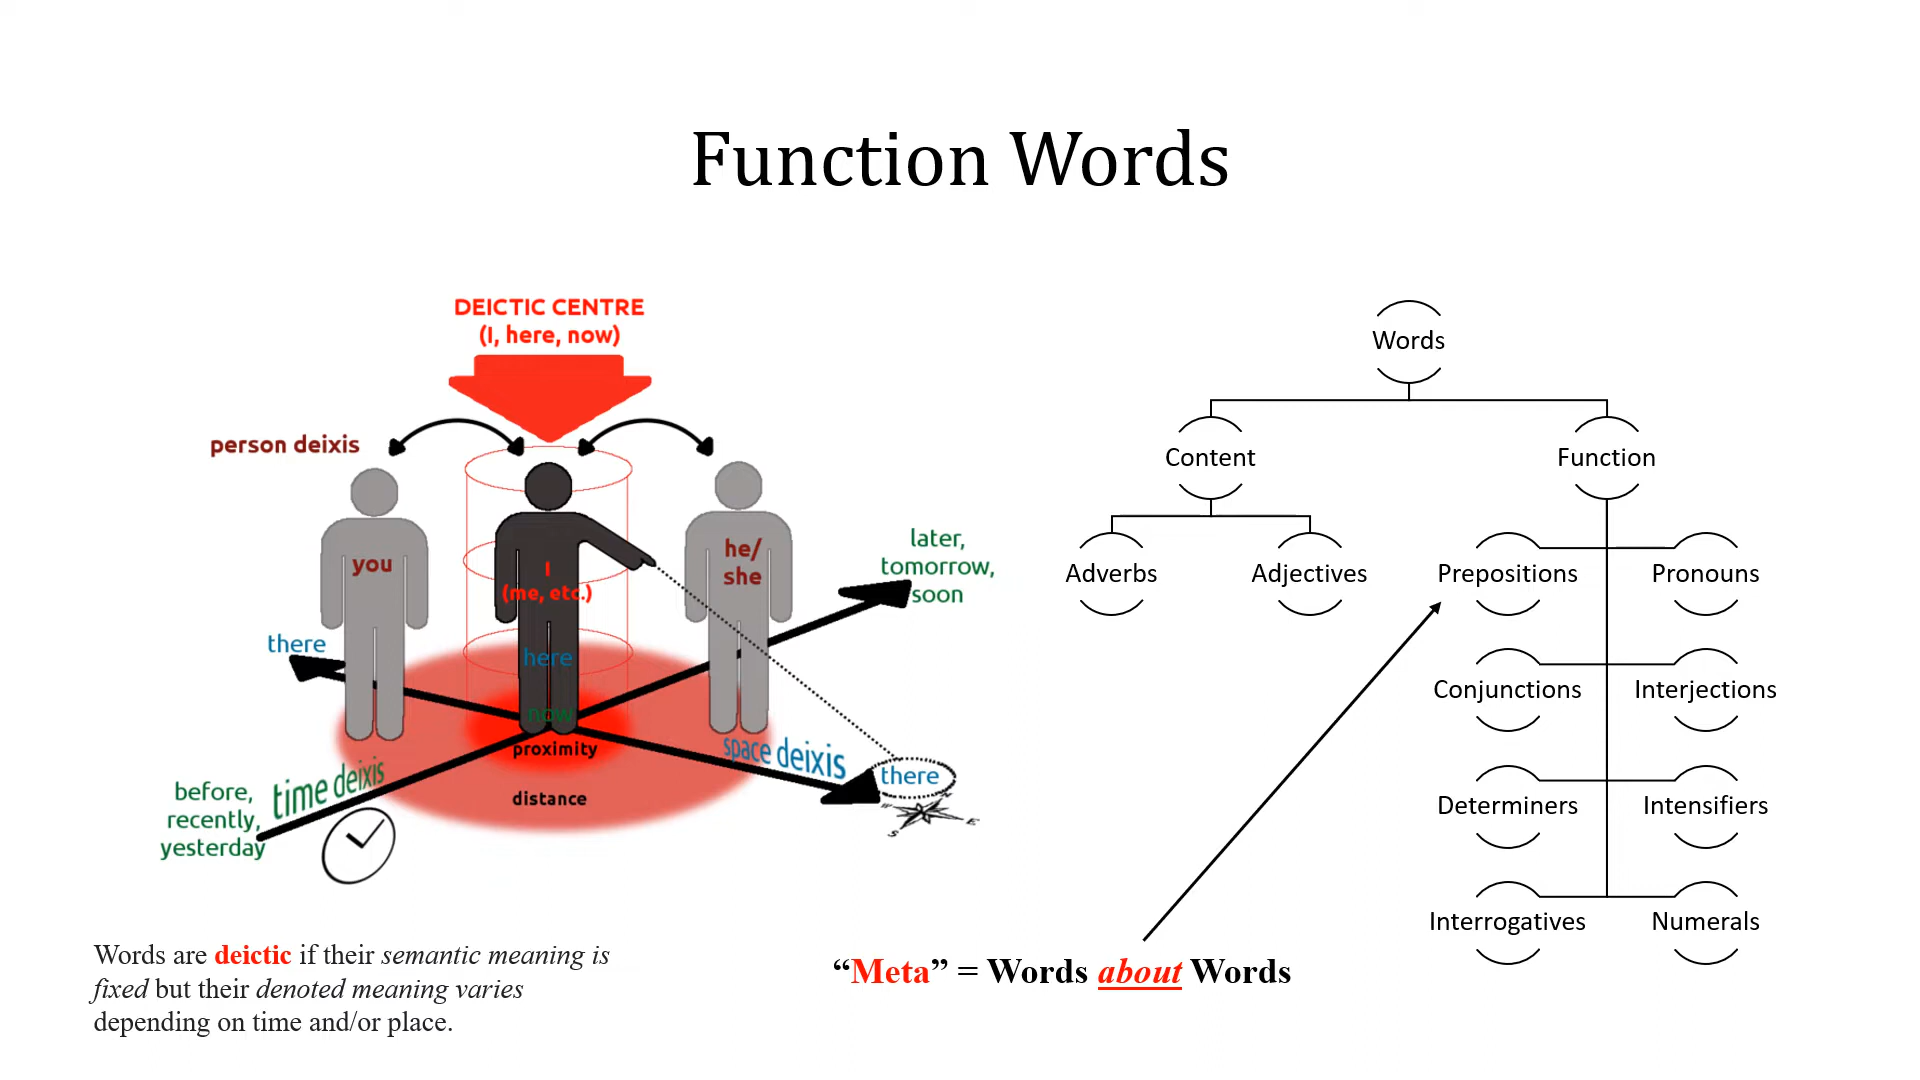 Function Words
DEICTIC CENTRE
(I, here, now)
person deixis
you
I
(me, etc.)
he/
she
later,
tomorrow,
soon
there
here
now
proximity
distance
space deixis
there
N
W
E
S
time deixis
before,
recently,
yesterday
Words are deictic if their semantic meaning is
fixed but their denoted meaning varies
depending on time and/or place.
Words
Content
Function
Adverbs
Adjectives
Prepositions
Pronouns
Conjunctions
Interjections
Determiners
Intensifiers
Interrogatives
Numerals
“Meta” = Words about Words